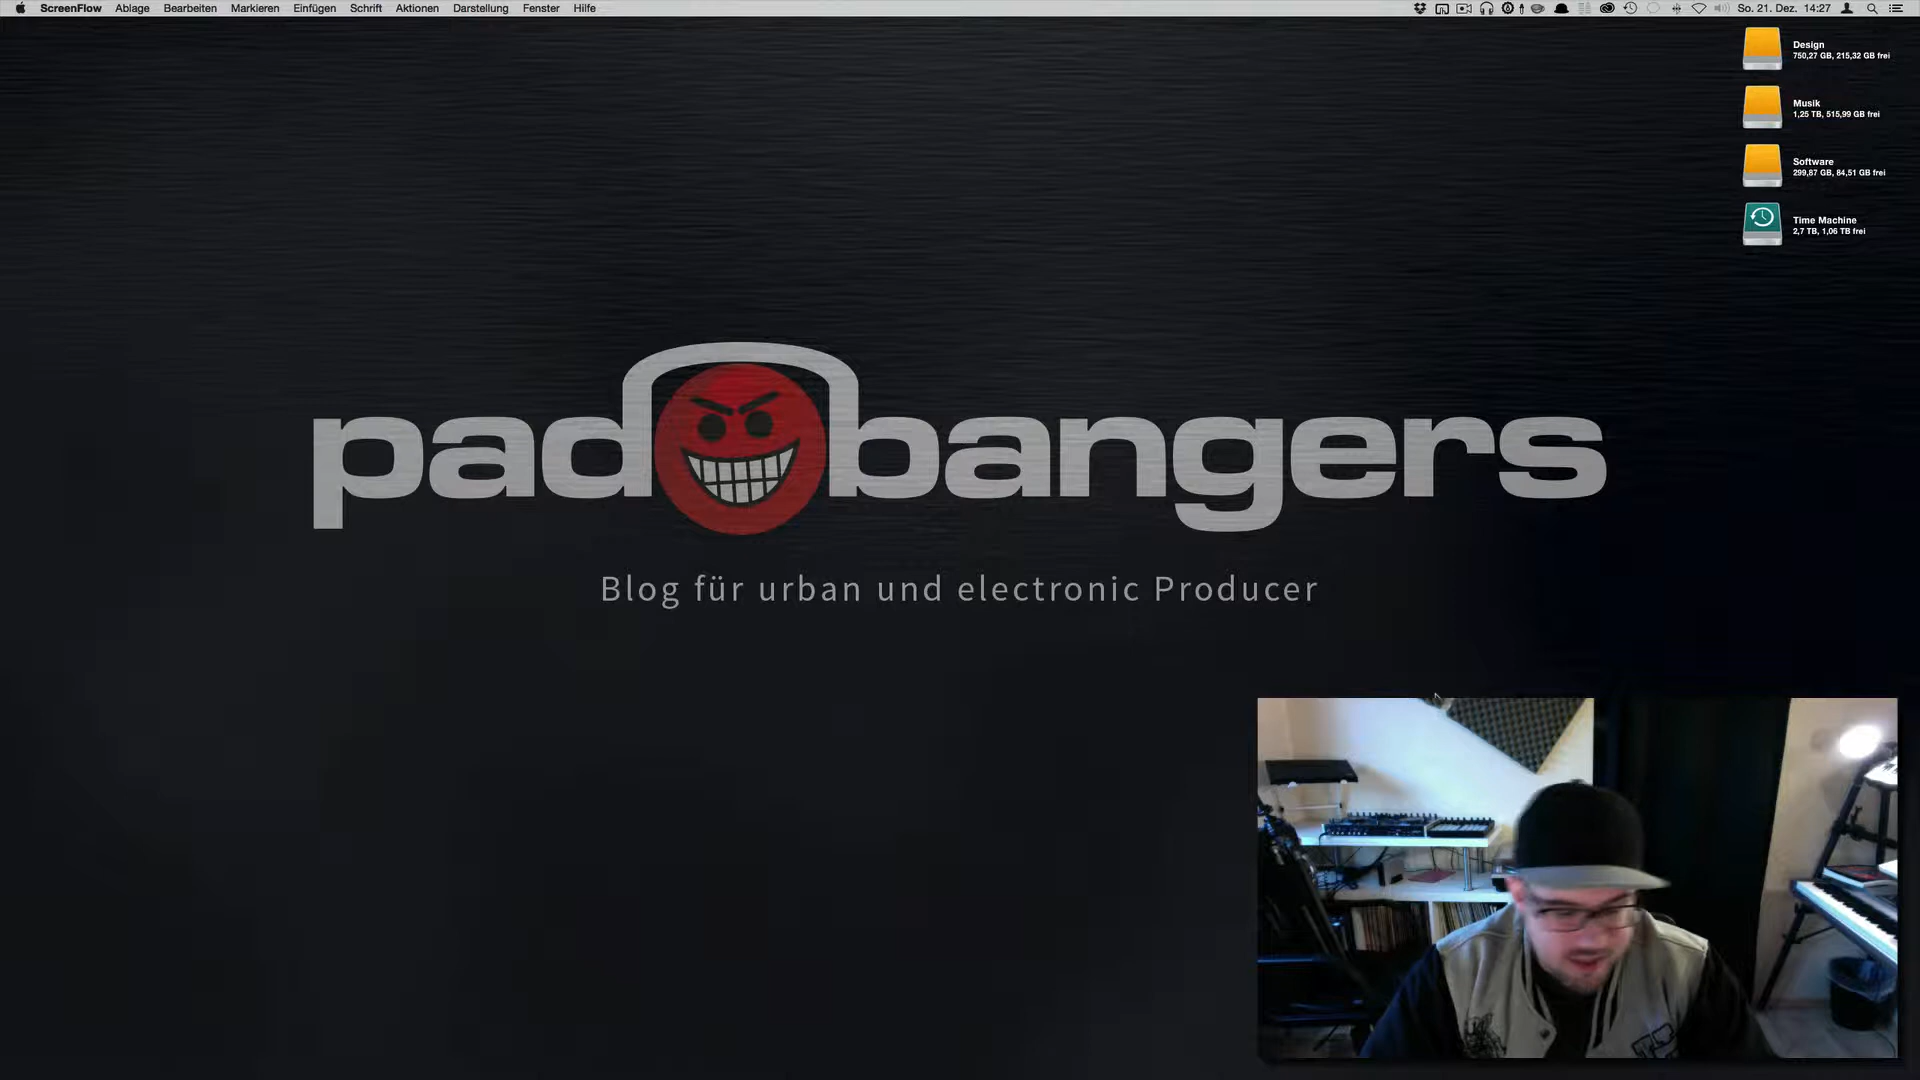 ScreenFlow Ablage Bearbeiten Markieren Einfügen Schrift Aktionen Darstellung Fenster Hilfe So. 21. Dez. 14:27
Design
750,27 GB, 215,32 GB frei
Musik
1,25 TB, 515,99 GB frei
Software
299,87 GB, 84,51 GB frei
Time Machine
2,7 TB, 1,06 TB frei
pad bangers
Blog für urban und electronic Producer